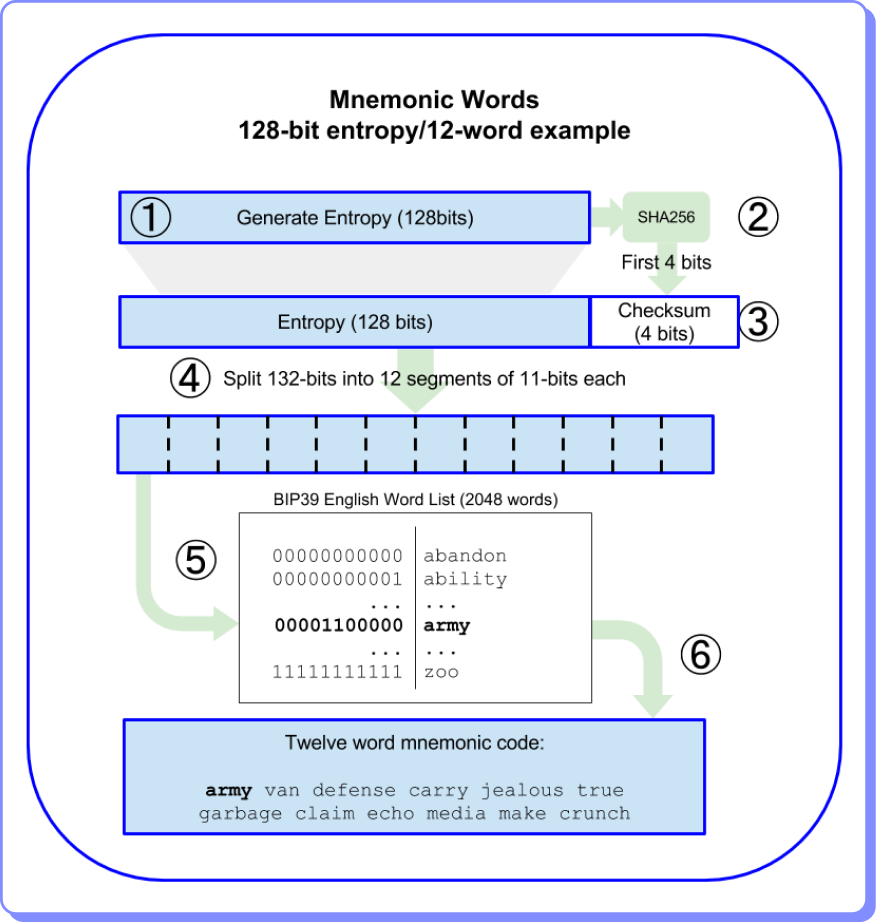 Mnemonic Words
128-bit entropy/12-word example
① Generate Entropy (128bits)
SHA256
②
First 4 bits
Entropy (128 bits)
Checksum
(4 bits)
③
④ Split 132-bits into 12 segments of 11-bits each
BIP39 English Word List (2048 words)
⑤
00000000000 abandon
00000000001 ability
... ...
00001100000 army
... ...
11111111111 zoo
⑥
Twelve word mnemonic code:
army van defense carry jealous true
garbage claim echo media make crunch